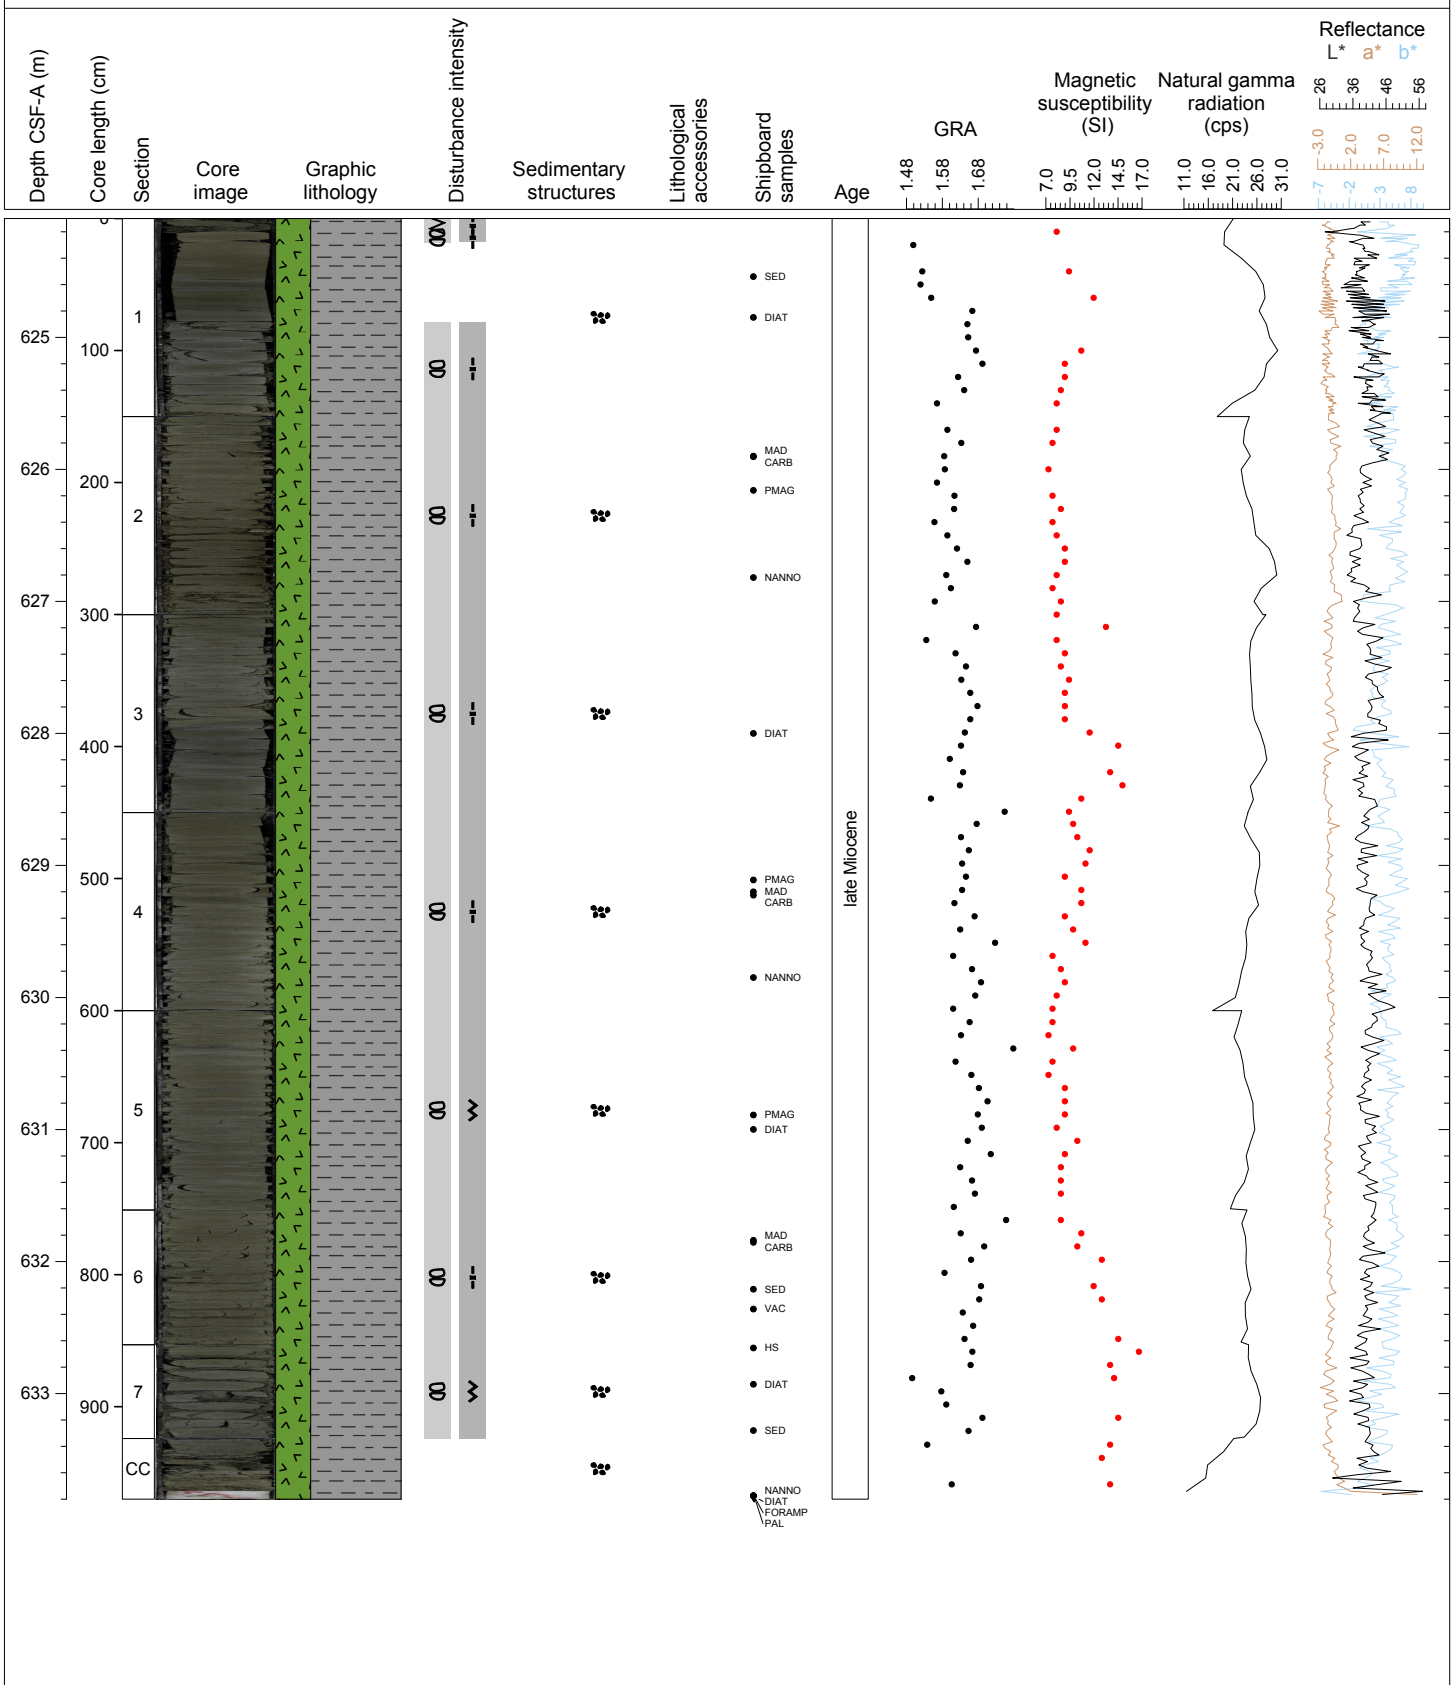 Depth CSF-A (m)
Core length (cm)
Section
Core
image
Graphic
lithology
Disturbance intensity
Sedimentary
structures
Lithological
accessories
Shipboard
samples
Age
GRA
1.48 1.58 1.68
Magnetic
susceptibility
(SI)
7.0 9.5 12.0 14.5 17.0
Natural gamma
radiation
(cps)
11.0 16.0 21.0 26.0 31.0
Reflectance
L* a* b*
26 36 46 56
-3.0 2.0 7.0 12.0
-7 -2 3 8
0
SED
1
DIAT
625
100
MAD
CARB
626
200
PMAG
2
NANNO
627
300
3
628
DIAT
400
629
500
PMAG
MAD
CARB
4
late Miocene
NANNO
630
600
5
PMAG
631
DIAT
700
MAD
CARB
632
800
6
SED
VAC
HS
633
7
DIAT
900
SED
CC
NANNO
DIAT
FORAMP
PAL